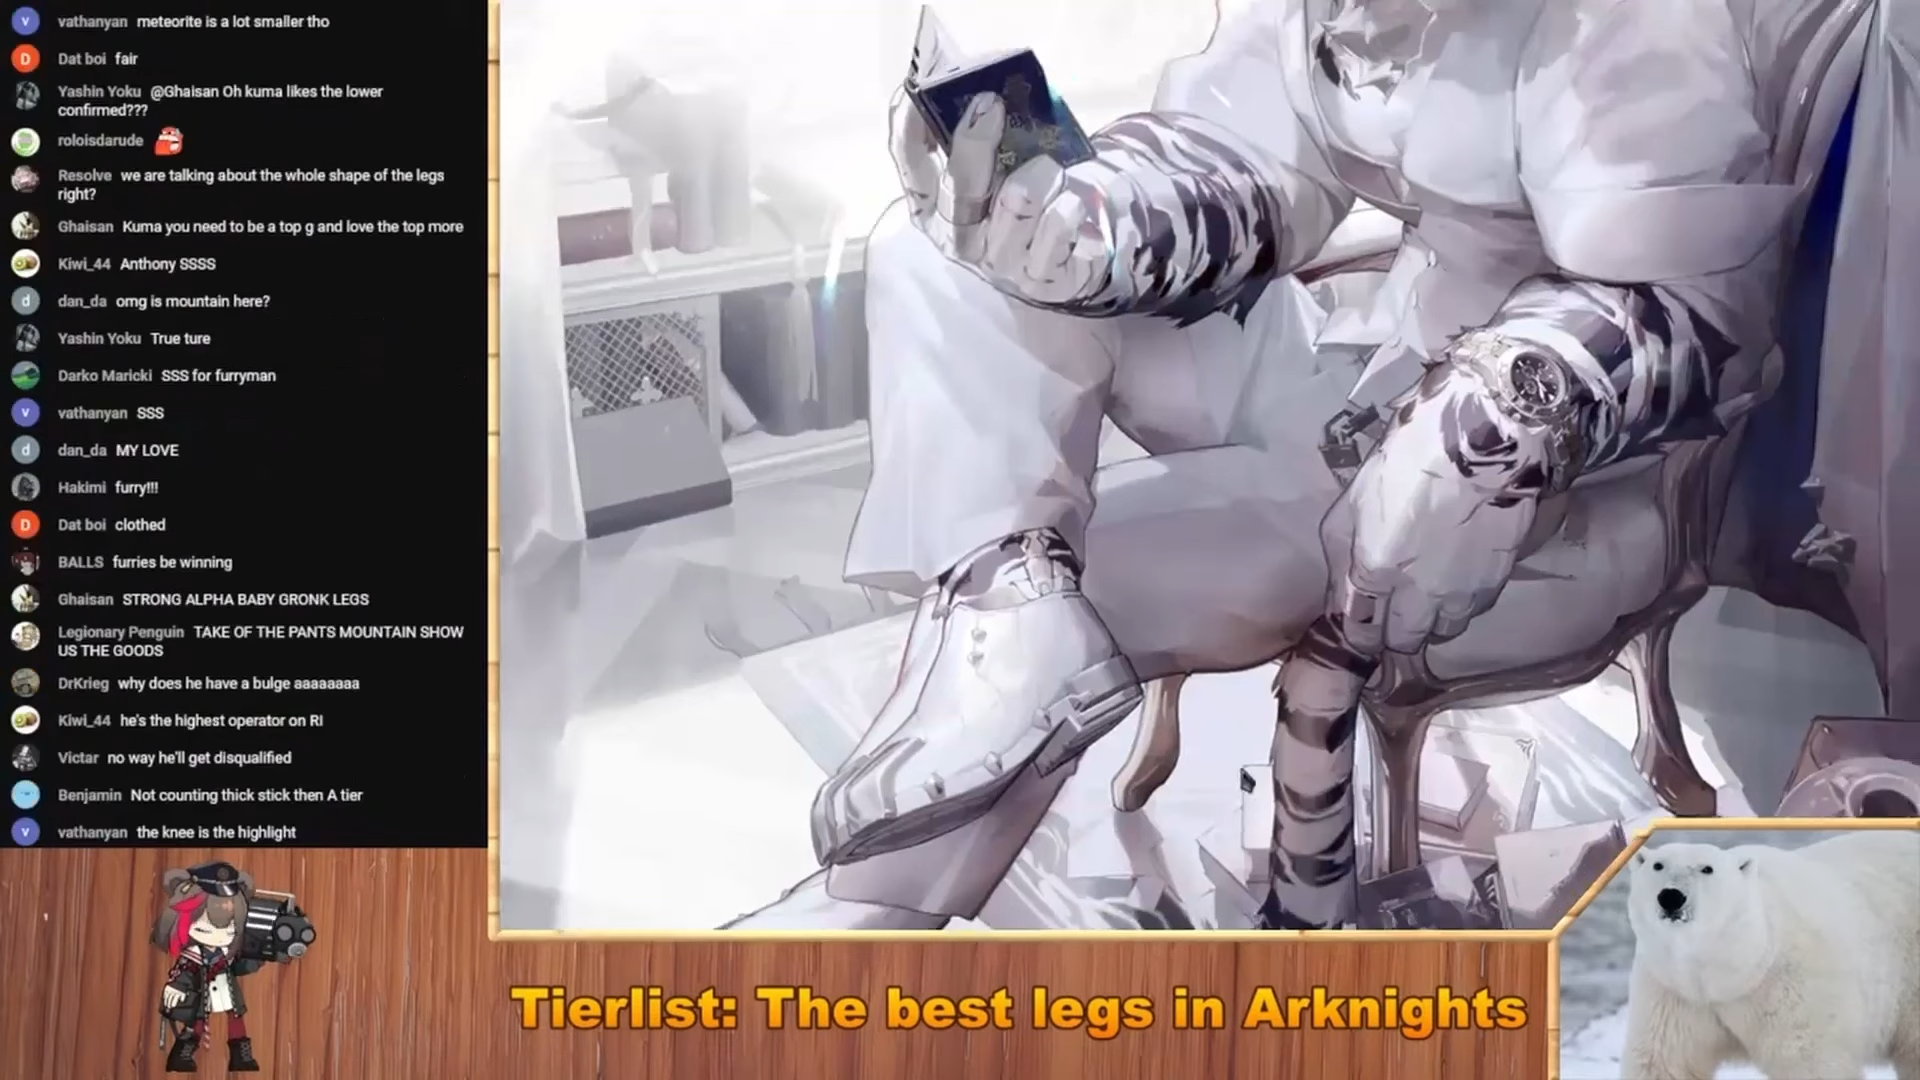 vathanyan meteorite is a lot smaller tho
Dat boi fair
Yashin Yoku @Ghaisan Oh kuma likes the lower
confirmed???
roloisdarude
Resolve we are talking about the whole shape of the legs
right?
Ghaisan Kuma you need to be a top g and love the top more
Kiwi_44 Anthony SSSS
dan_da omg is mountain here?
Yashin Yoku True ture
Darko Maricki SSS for furryman
vathanyan SSS
dan_da MY LOVE
Hakimi furry!!!
Dat boi clothed
BALLS furries be winning
Ghaisan STRONG ALPHA BABY GRONK LEGS
Legionary Penguin TAKE OF THE PANTS MOUNTAIN SHOW
US THE GOODS
DrKrieg why does he have a bulge aaaaaaaa
Kiwi_44 he's the highest operator on RI
Victar no way he'll get disqualified
Benjamin Not counting thick stick then A tier
vathanyan the knee is the highlight
Tierlist: The best legs in Arknights